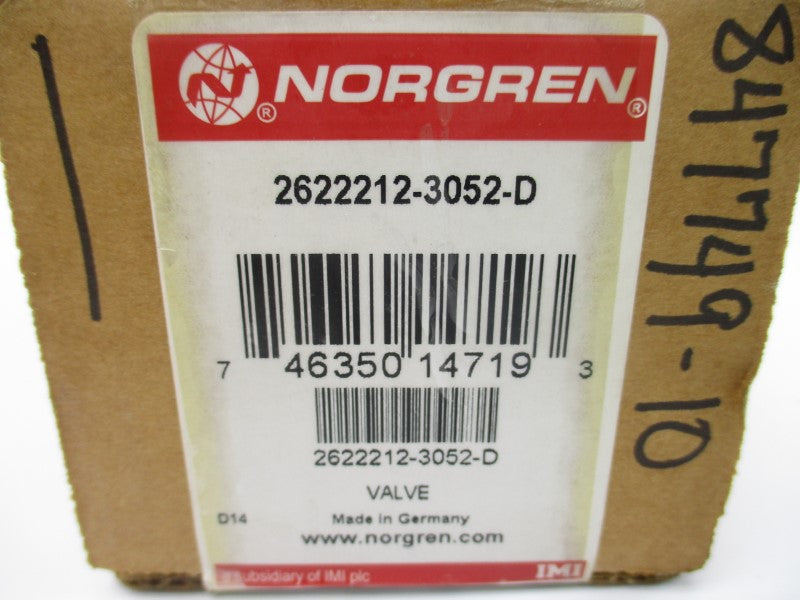 NORGREN®
2622212-3052-D
7 46350 14719 3
2622212-3052-D
VALVE
D14 Made in Germany
www.norgren.com
subsidiary of IMI plc IMI
847749-10